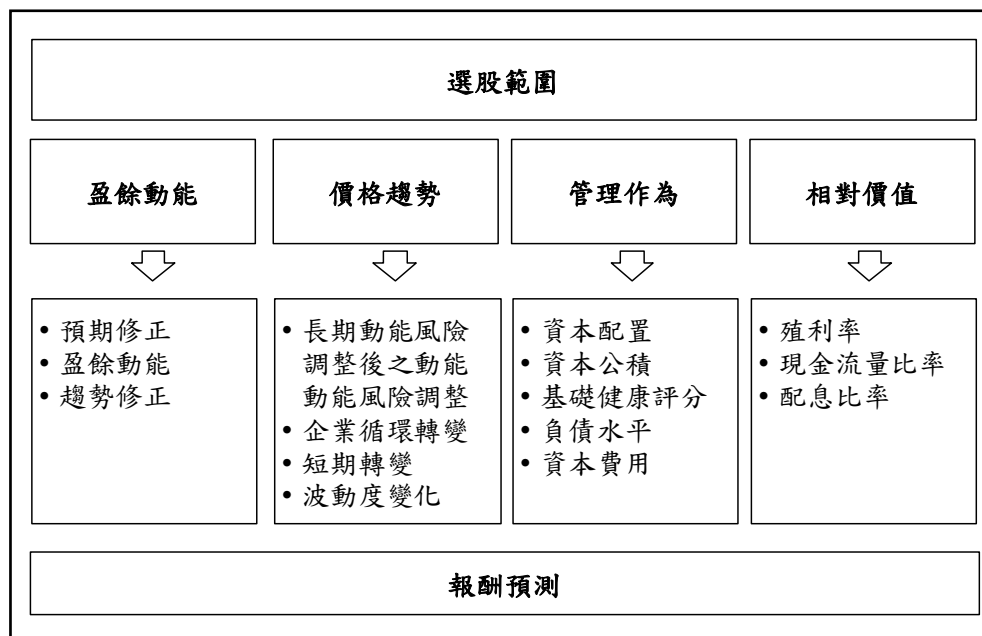 選股範圍
盈餘動能
價格趨勢
管理作為
相對價值
• 預期修正
• 盈餘動能
• 趨勢修正
• 長期動能風險
調整後之動能
動能風險調整
• 企業循環轉變
• 短期轉變
• 波動度變化
• 資本配置
• 資本公積
• 基礎健康評分
• 負債水平
• 資本費用
• 殖利率
• 現金流量比率
• 配息比率
報酬預測